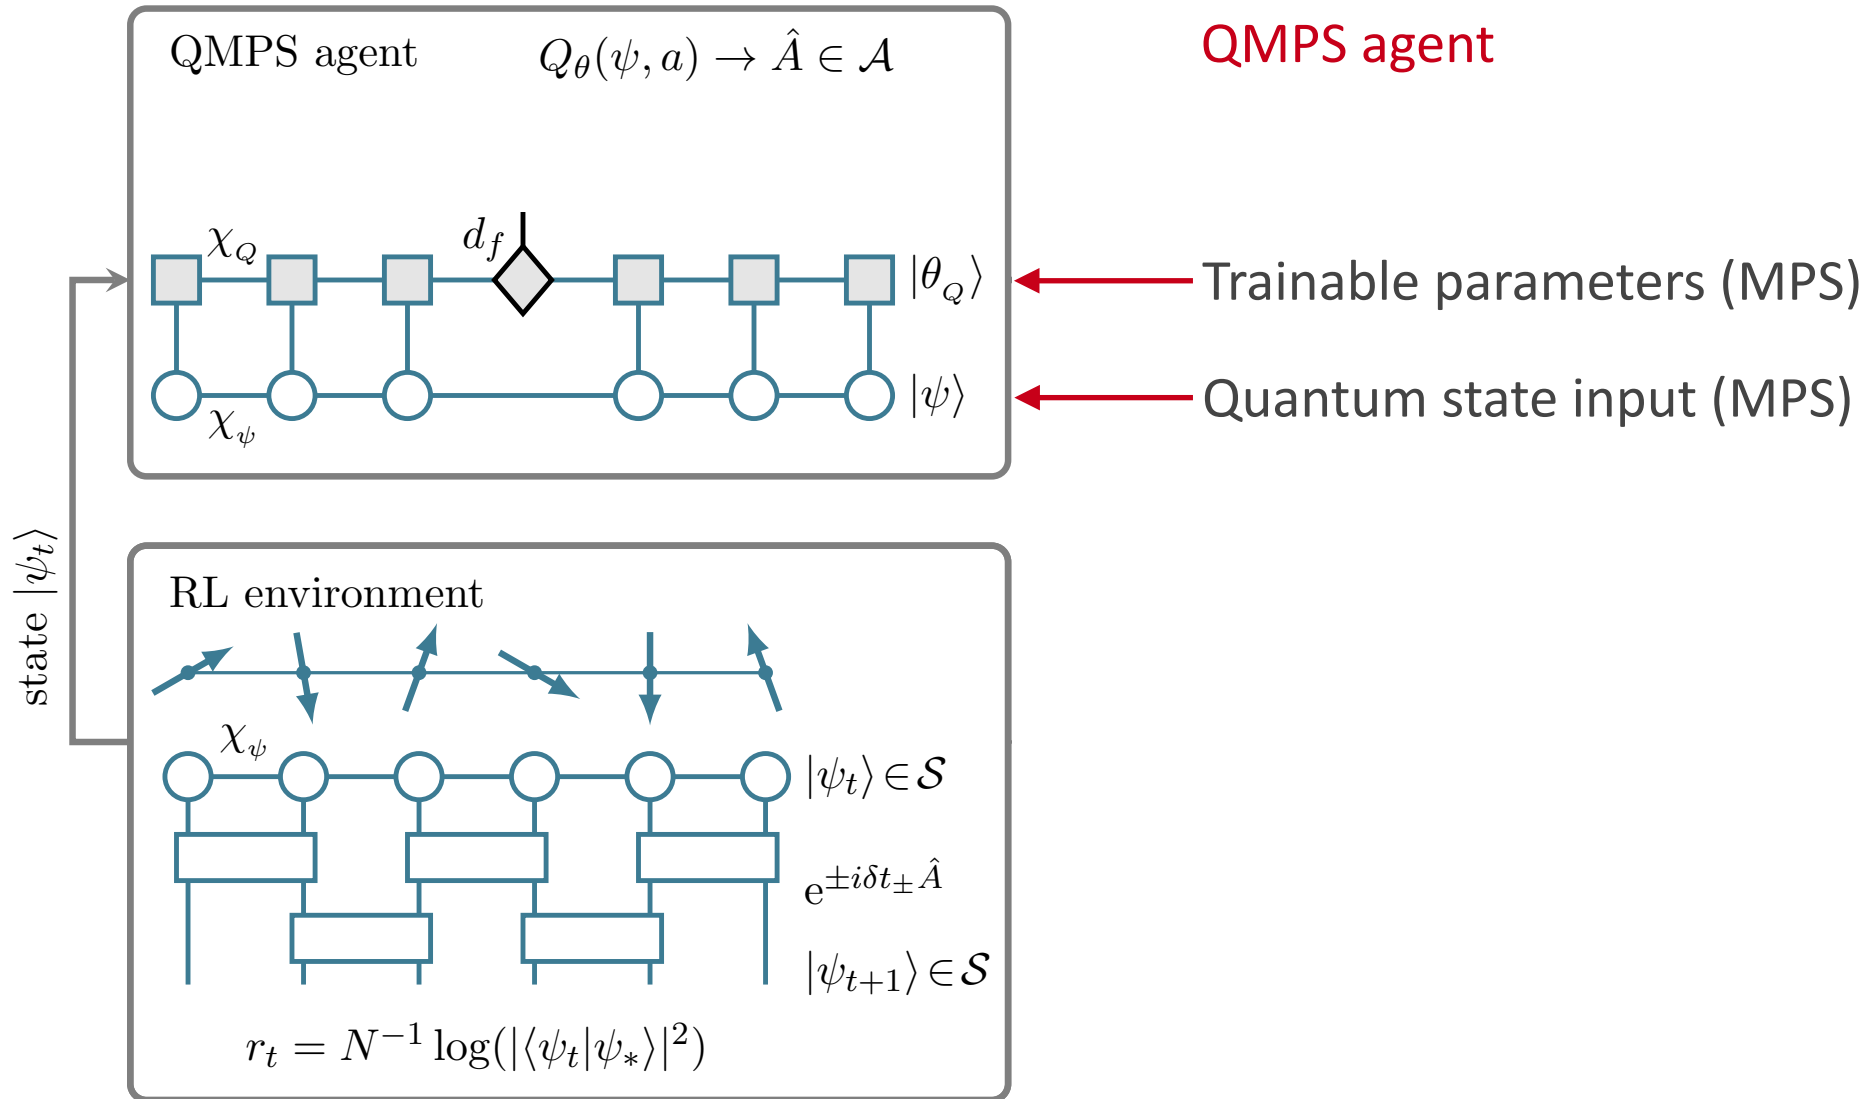 QMPS agent
Q_θ(ψ, a) → Â ∈ 𝒜
QMPS agent
χ_Q
d_f
|θ_Q⟩
Trainable parameters (MPS)
|ψ⟩
Quantum state input (MPS)
χ_ψ
state |ψ_t⟩
RL environment
χ_ψ
|ψ_t⟩ ∈ 𝒮
e^{±iδt_± Â}
|ψ_{t+1}⟩ ∈ 𝒮
r_t = N^{−1} log(|⟨ψ_t|ψ_*⟩|^2)